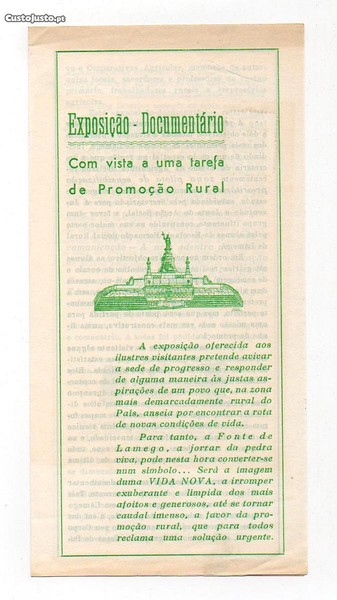 CustoJusto.pt
Exposição - Documentário
Com vista a uma tarefa
de Promoção Rural
A exposição oferecida aos
ilustres visitantes pretende avivar
a sede de progresso e responder
de alguma maneira às justas as-
pirações de um povo que, na zona
mais demarcadamente rural do
País, anseia por encontrar a rota
de novas condições de vida.
Para tanto, a Fonte de
Lamego, a jorrar da pedra
viva, pode nesta hora converter-se
num símbolo... Será a imagem
duma VIDA NOVA, a irromper
exuberante e límpida dos mais
afoitos e generosos, até se tornar
caudal imenso, a favor da pro-
moção rural, que para todos
reclama uma solução urgente.